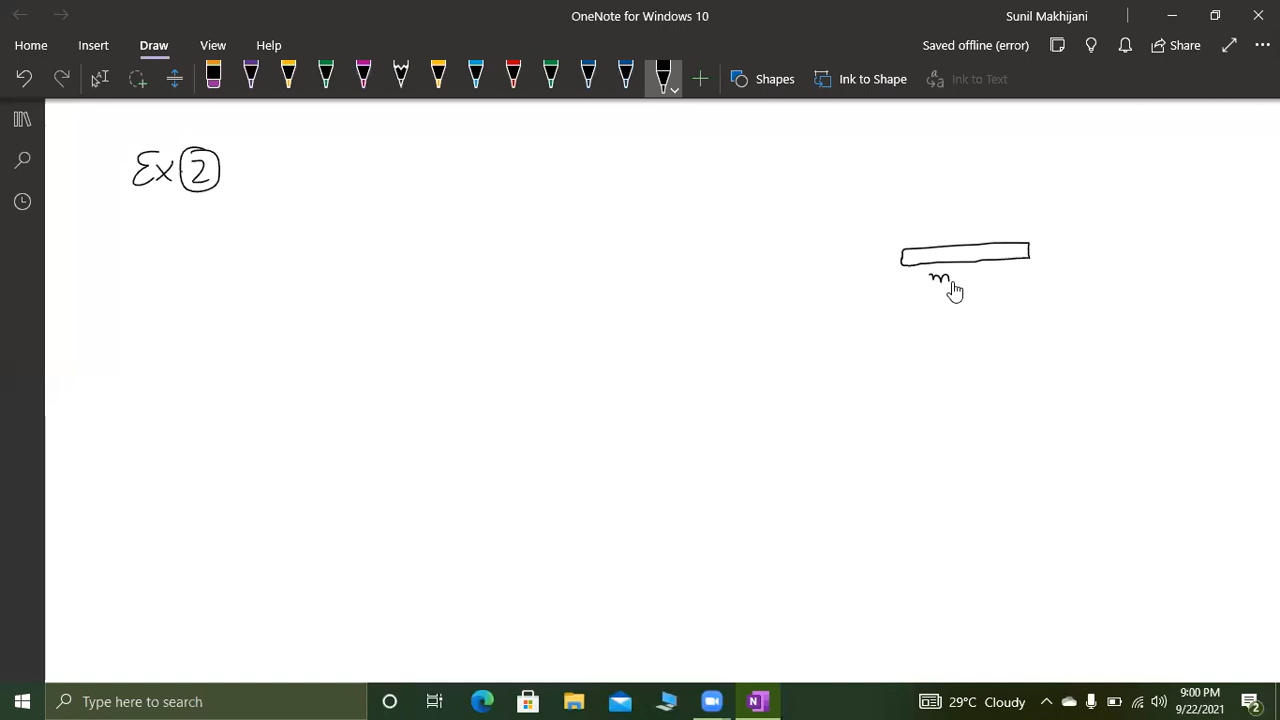 OneNote for Windows 10
Sunil Makhijani
Home Insert Draw View Help
Saved offline (error)
Share
Shapes
Ink to Shape
Ink to Text
Ex 2
m
Type here to search
N
29°C Cloudy
9:00 PM
9/22/2021
2